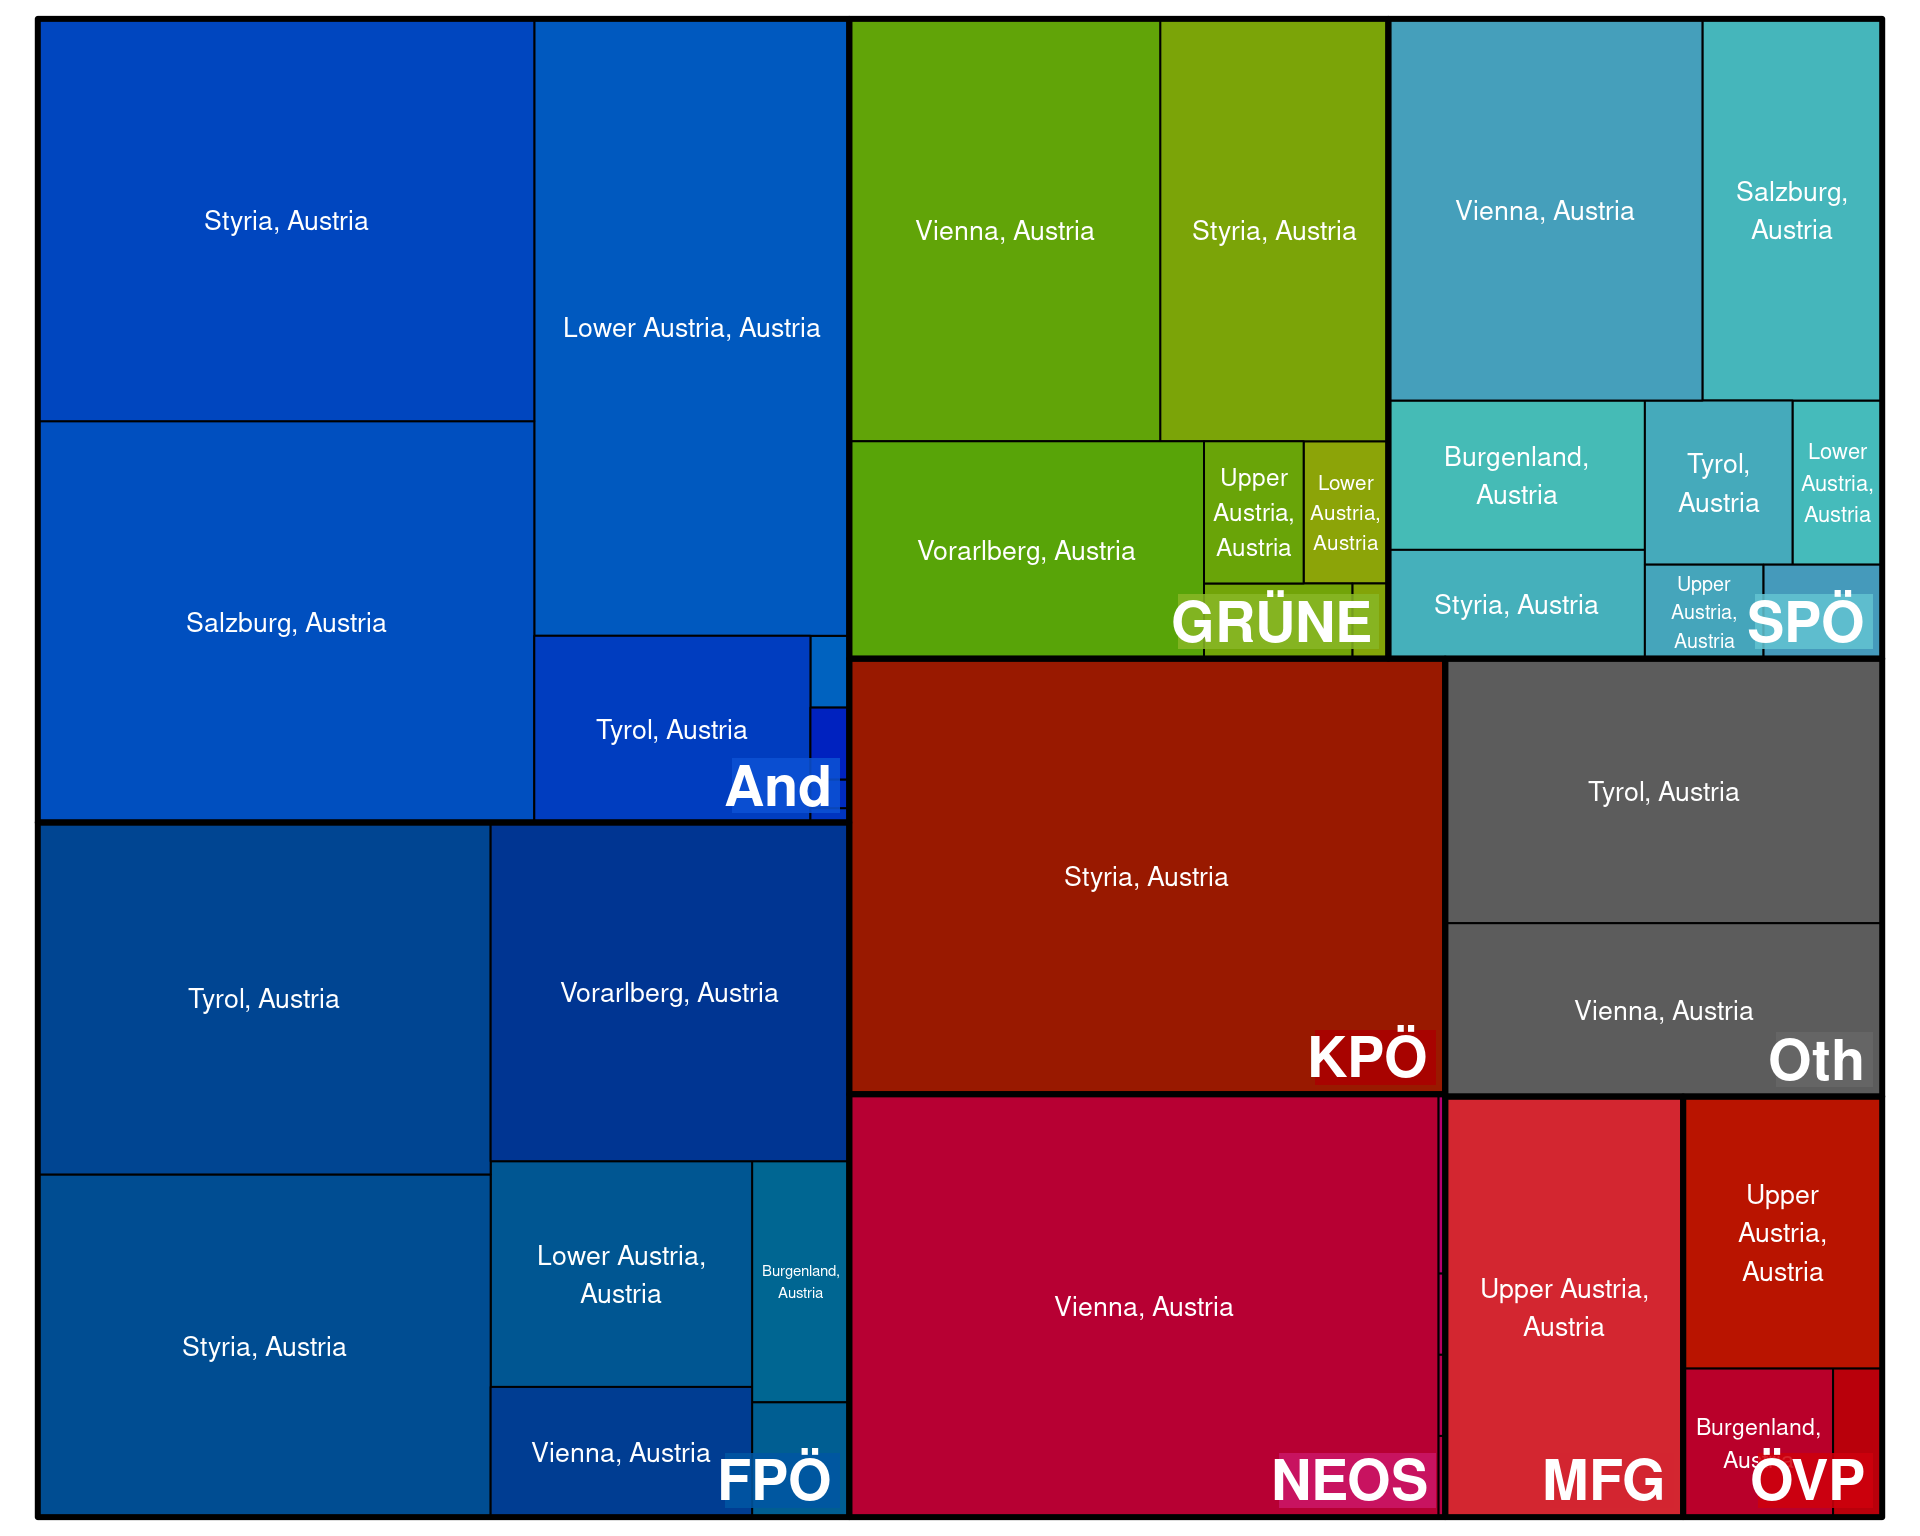 Styria, Austria
Lower Austria, Austria
Salzburg, Austria
Tyrol, Austria
And
Vienna, Austria
Styria, Austria
Vorarlberg, Austria
Upper
Austria,
Austria
Lower
Austria,
Austria
GRÜNE
Vienna, Austria
Salzburg,
Austria
Burgenland,
Austria
Tyrol,
Austria
Lower
Austria,
Austria
Styria, Austria
Upper
Austria,
Austria
SPÖ
Tyrol, Austria
Vorarlberg, Austria
Styria, Austria
Lower Austria,
Austria
Burgenland,
Austria
Vienna, Austria
FPÖ
Styria, Austria
KPÖ
Tyrol, Austria
Vienna, Austria
Oth
Vienna, Austria
NEOS
Upper Austria,
Austria
MFG
Upper
Austria,
Austria
Burgenland,
ÖVP